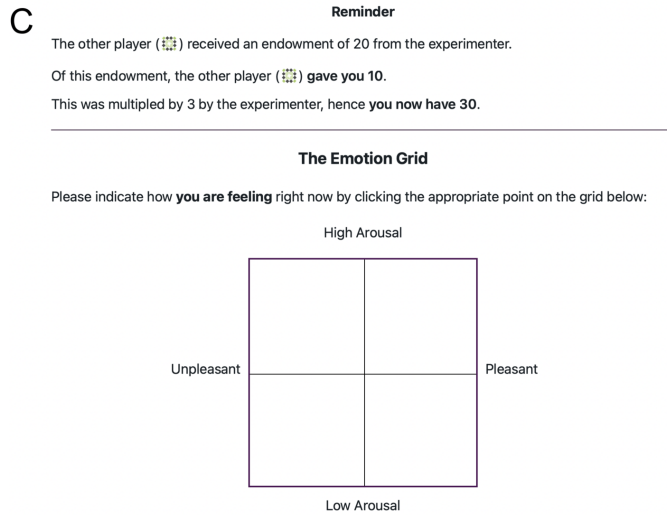 C
Reminder
The other player ( ) received an endowment of 20 from the experimenter.
Of this endowment, the other player ( ) gave you 10.
This was multipled by 3 by the experimenter, hence you now have 30.
The Emotion Grid
Please indicate how you are feeling right now by clicking the appropriate point on the grid below:
High Arousal
Unpleasant
Pleasant
Low Arousal